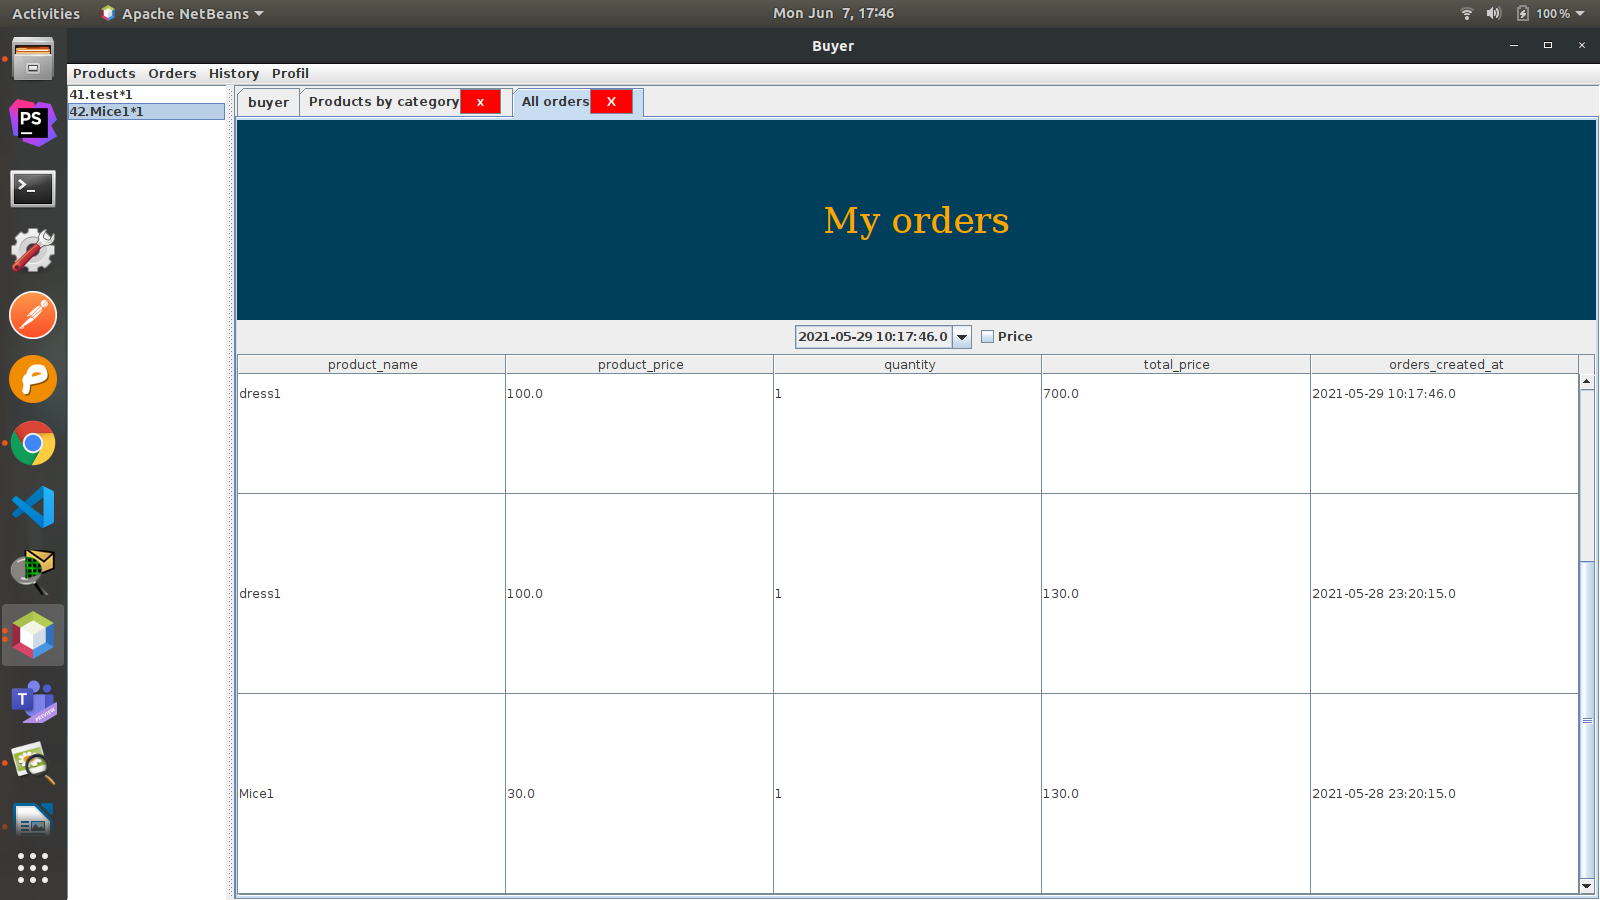 Activities
Apache NetBeans
Mon Jun 7, 17:46
100 %
Buyer
Products Orders History Profil
41.test*1
42.Mice1*1
buyer
Products by category x
All orders X
My orders
2021-05-29 10:17:46.0
Price
product_name product_price quantity total_price orders_created_at
dress1 100.0 1 700.0 2021-05-29 10:17:46.0
dress1 100.0 1 130.0 2021-05-28 23:20:15.0
Mice1 30.0 1 130.0 2021-05-28 23:20:15.0
PS
>_
T
PREVIEW